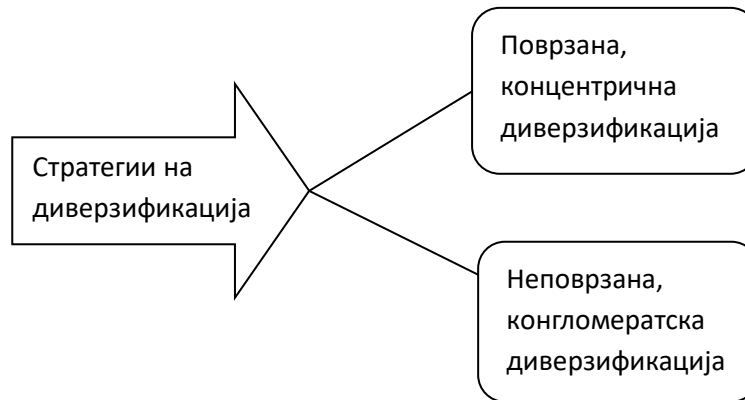 Стратегии на
диверзификација
Поврзана,
концентрична
диверзификација
Неповрзана,
конгломератска
диверзификација